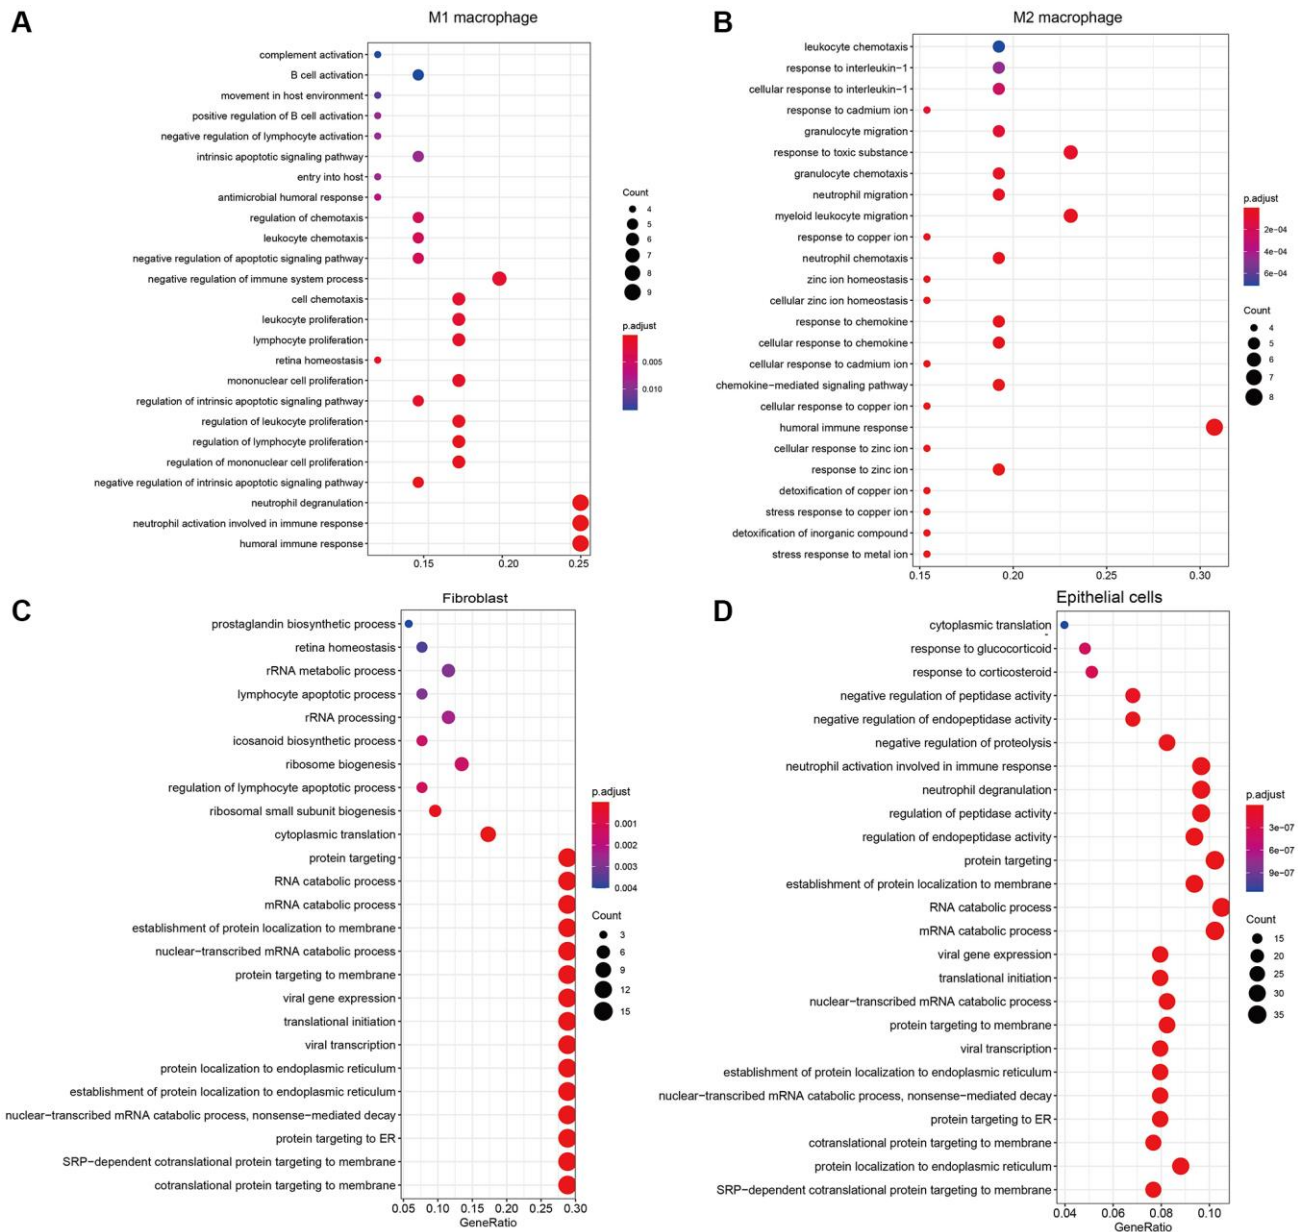 A
M1 macrophage
complement activation
B cell activation
movement in host environment
positive regulation of B cell activation
negative regulation of lymphocyte activation
intrinsic apoptotic signaling pathway
entry into host
antimicrobial humoral response
regulation of chemotaxis
leukocyte chemotaxis
negative regulation of apoptotic signaling pathway
negative regulation of immune system process
cell chemotaxis
leukocyte proliferation
lymphocyte proliferation
retina homeostasis
mononuclear cell proliferation
regulation of intrinsic apoptotic signaling pathway
regulation of leukocyte proliferation
regulation of lymphocyte proliferation
regulation of mononuclear cell proliferation
negative regulation of intrinsic apoptotic signaling pathway
neutrophil degranulation
neutrophil activation involved in immune response
humoral immune response
0.15 0.20 0.25
Count
4
5
6
7
8
9
p.adjust
0.005
0.010
B
M2 macrophage
leukocyte chemotaxis
response to interleukin−1
cellular response to interleukin−1
response to cadmium ion
granulocyte migration
response to toxic substance
granulocyte chemotaxis
neutrophil migration
myeloid leukocyte migration
response to copper ion
neutrophil chemotaxis
zinc ion homeostasis
cellular zinc ion homeostasis
response to chemokine
cellular response to chemokine
cellular response to cadmium ion
chemokine−mediated signaling pathway
cellular response to copper ion
humoral immune response
cellular response to zinc ion
response to zinc ion
detoxification of copper ion
stress response to copper ion
detoxification of inorganic compound
stress response to metal ion
0.15 0.20 0.25 0.30
p.adjust
2e−04
4e−04
6e−04
Count
4
5
6
7
8
C
Fibroblast
prostaglandin biosynthetic process
retina homeostasis
rRNA metabolic process
lymphocyte apoptotic process
rRNA processing
icosanoid biosynthetic process
ribosome biogenesis
regulation of lymphocyte apoptotic process
ribosomal small subunit biogenesis
cytoplasmic translation
protein targeting
RNA catabolic process
mRNA catabolic process
establishment of protein localization to membrane
nuclear−transcribed mRNA catabolic process
protein targeting to membrane
viral gene expression
translational initiation
viral transcription
protein localization to endoplasmic reticulum
establishment of protein localization to endoplasmic reticulum
nuclear−transcribed mRNA catabolic process, nonsense−mediated decay
protein targeting to ER
SRP−dependent cotranslational protein targeting to membrane
cotranslational protein targeting to membrane
0.05 0.10 0.15 0.20 0.25 0.30
GeneRatio
p.adjust
0.001
0.002
0.003
0.004
Count
3
6
9
12
15
D
Epithelial cells
cytoplasmic translation
response to glucocorticoid
response to corticosteroid
negative regulation of peptidase activity
negative regulation of endopeptidase activity
negative regulation of proteolysis
neutrophil activation involved in immune response
neutrophil degranulation
regulation of peptidase activity
regulation of endopeptidase activity
protein targeting
establishment of protein localization to membrane
RNA catabolic process
mRNA catabolic process
viral gene expression
translational initiation
nuclear−transcribed mRNA catabolic process
protein targeting to membrane
viral transcription
establishment of protein localization to endoplasmic reticulum
nuclear−transcribed mRNA catabolic process, nonsense−mediated decay
protein targeting to ER
cotranslational protein targeting to membrane
protein localization to endoplasmic reticulum
SRP−dependent cotranslational protein targeting to membrane
0.04 0.06 0.08 0.10
GeneRatio
p.adjust
3e−07
6e−07
9e−07
Count
15
20
25
30
35